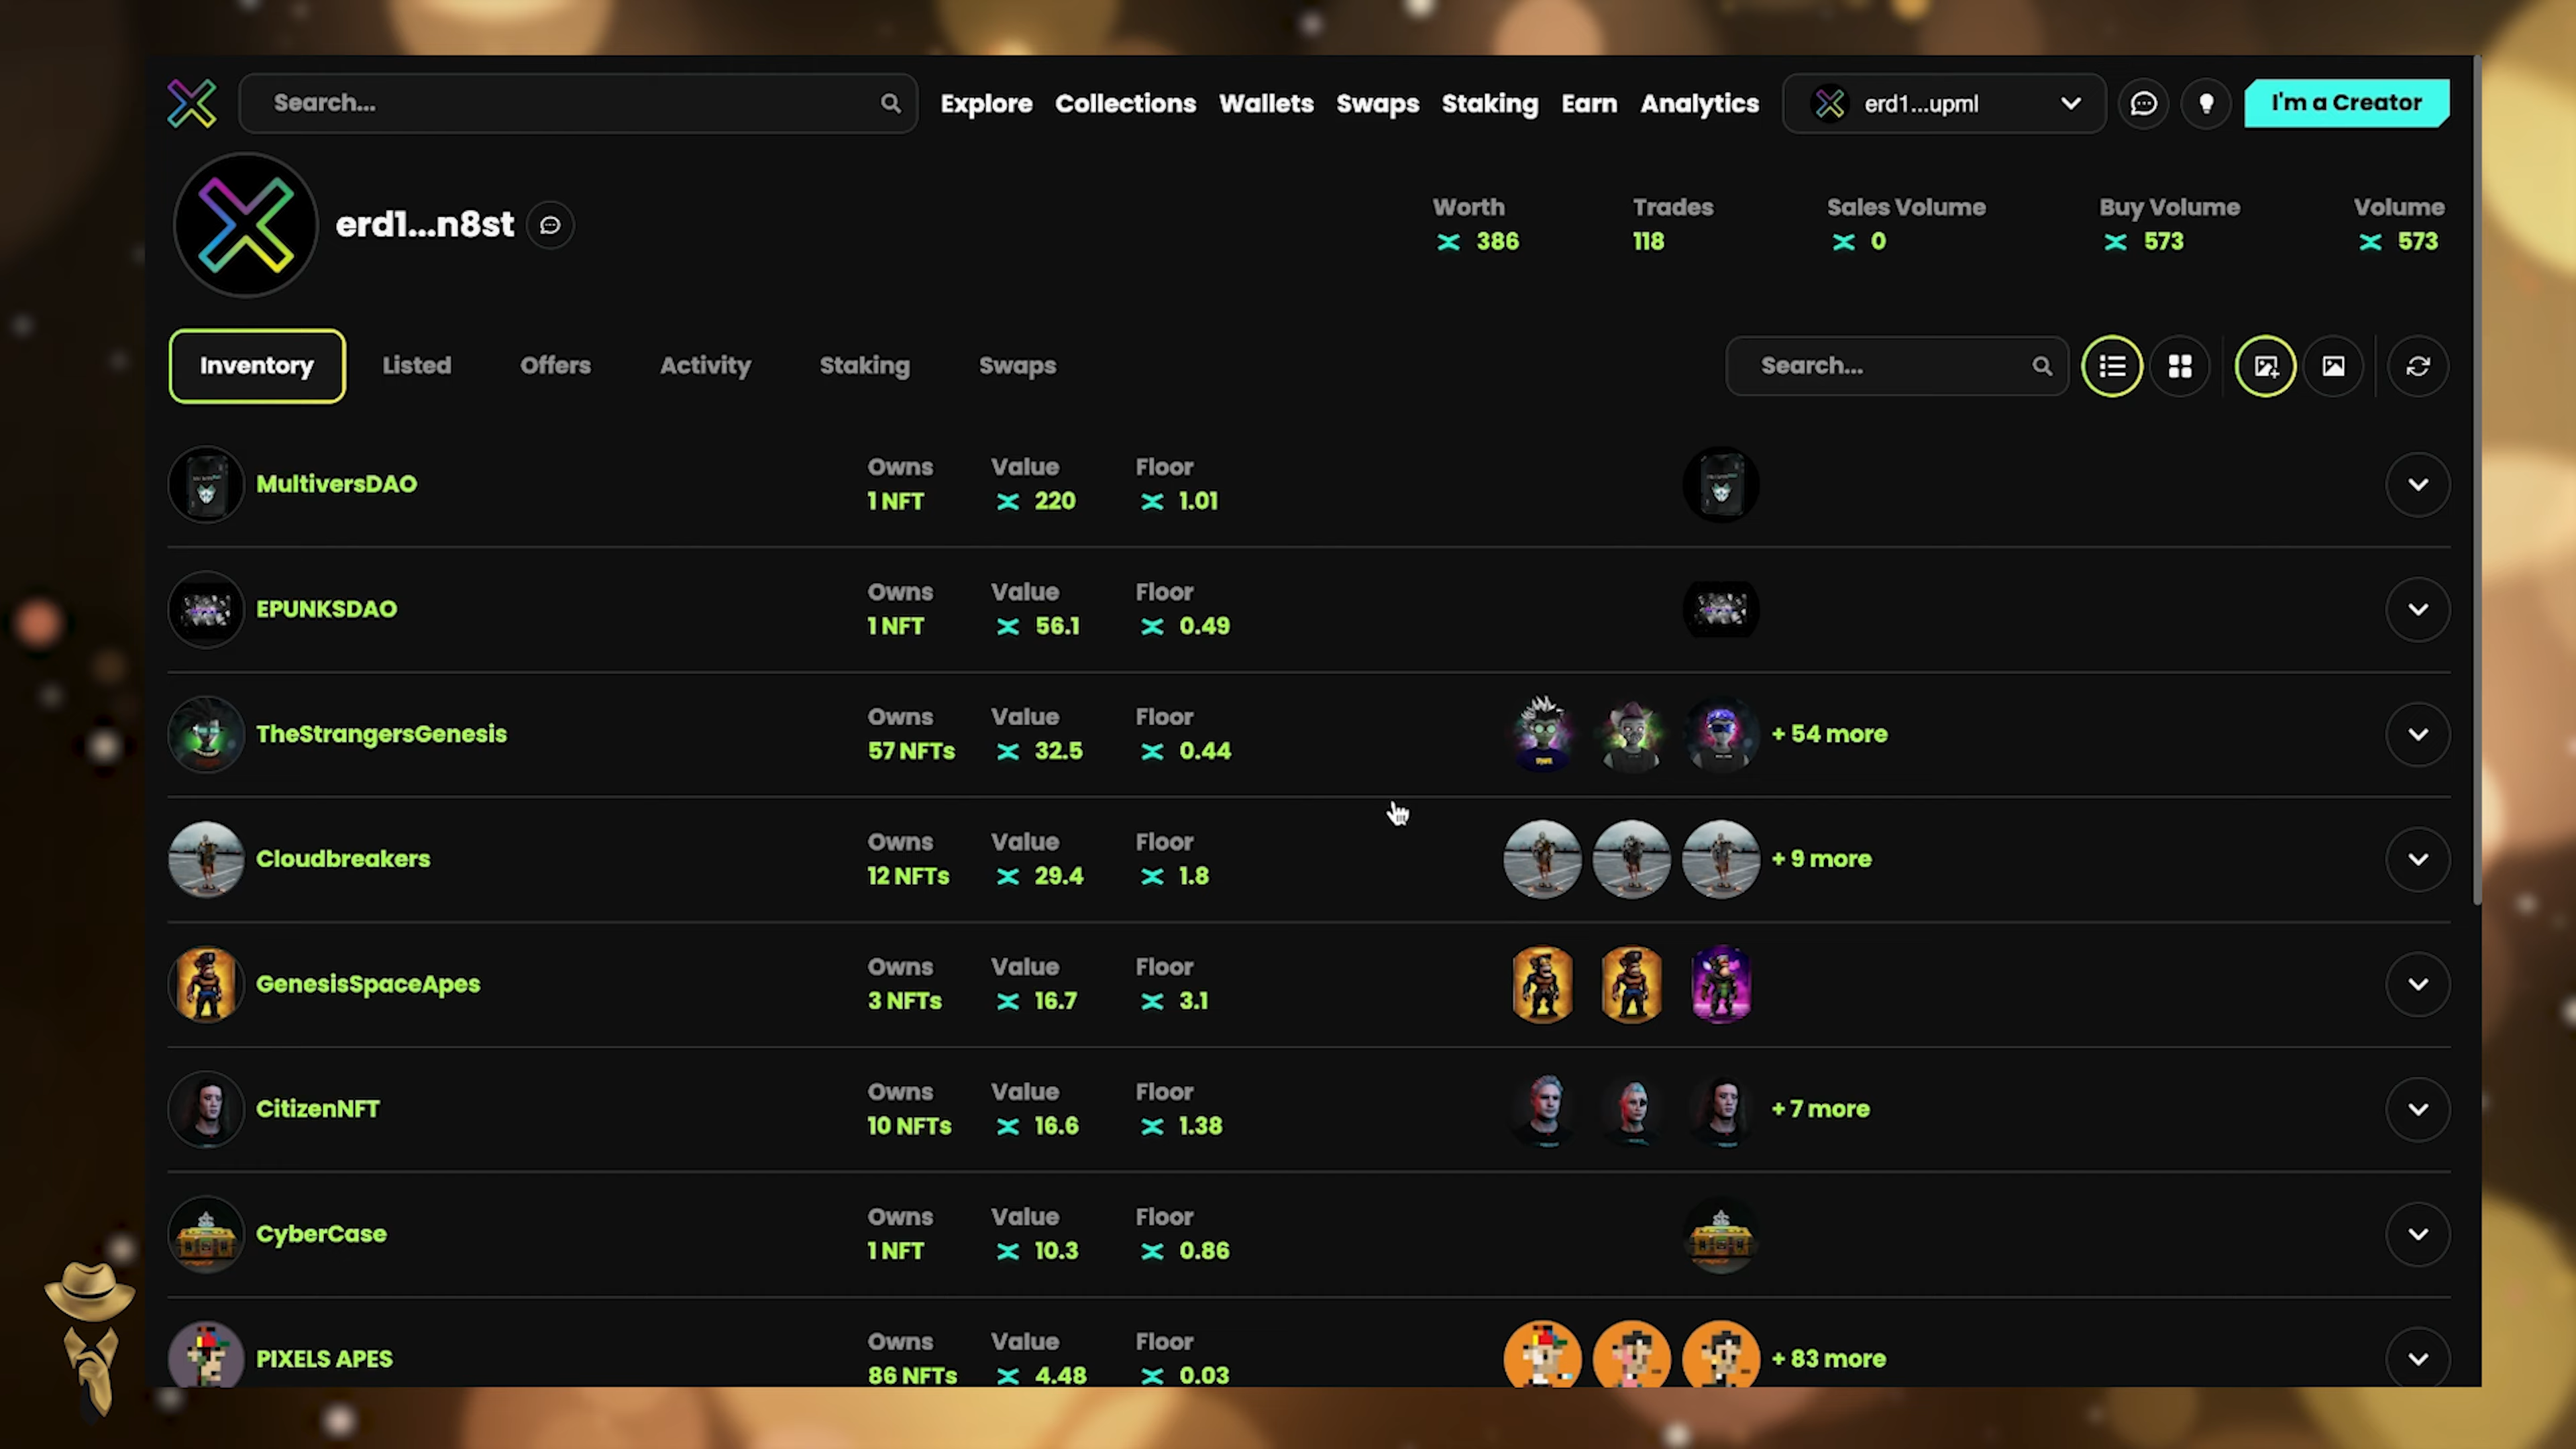 Search...
Explore Collections Wallets Swaps Staking Earn Analytics
erd1...upml
I'm a Creator
erd1...n8st
Worth Trades Sales Volume Buy Volume Volume
386 118 0 573 573
Inventory Listed Offers Activity Staking Swaps
Search...
MultiversDAO
Owns Value Floor
1 NFT 220 1.01
EPUNKSDAO
Owns Value Floor
1 NFT 56.1 0.49
TheStrangersGenesis
Owns Value Floor
57 NFTs 32.5 0.44
+ 54 more
Cloudbreakers
Owns Value Floor
12 NFTs 29.4 1.8
+ 9 more
GenesisSpaceApes
Owns Value Floor
3 NFTs 16.7 3.1
CitizenNFT
Owns Value Floor
10 NFTs 16.6 1.38
+ 7 more
CyberCase
Owns Value Floor
1 NFT 10.3 0.86
PIXELS APES
Owns Value Floor
86 NFTs 4.48 0.03
+ 83 more